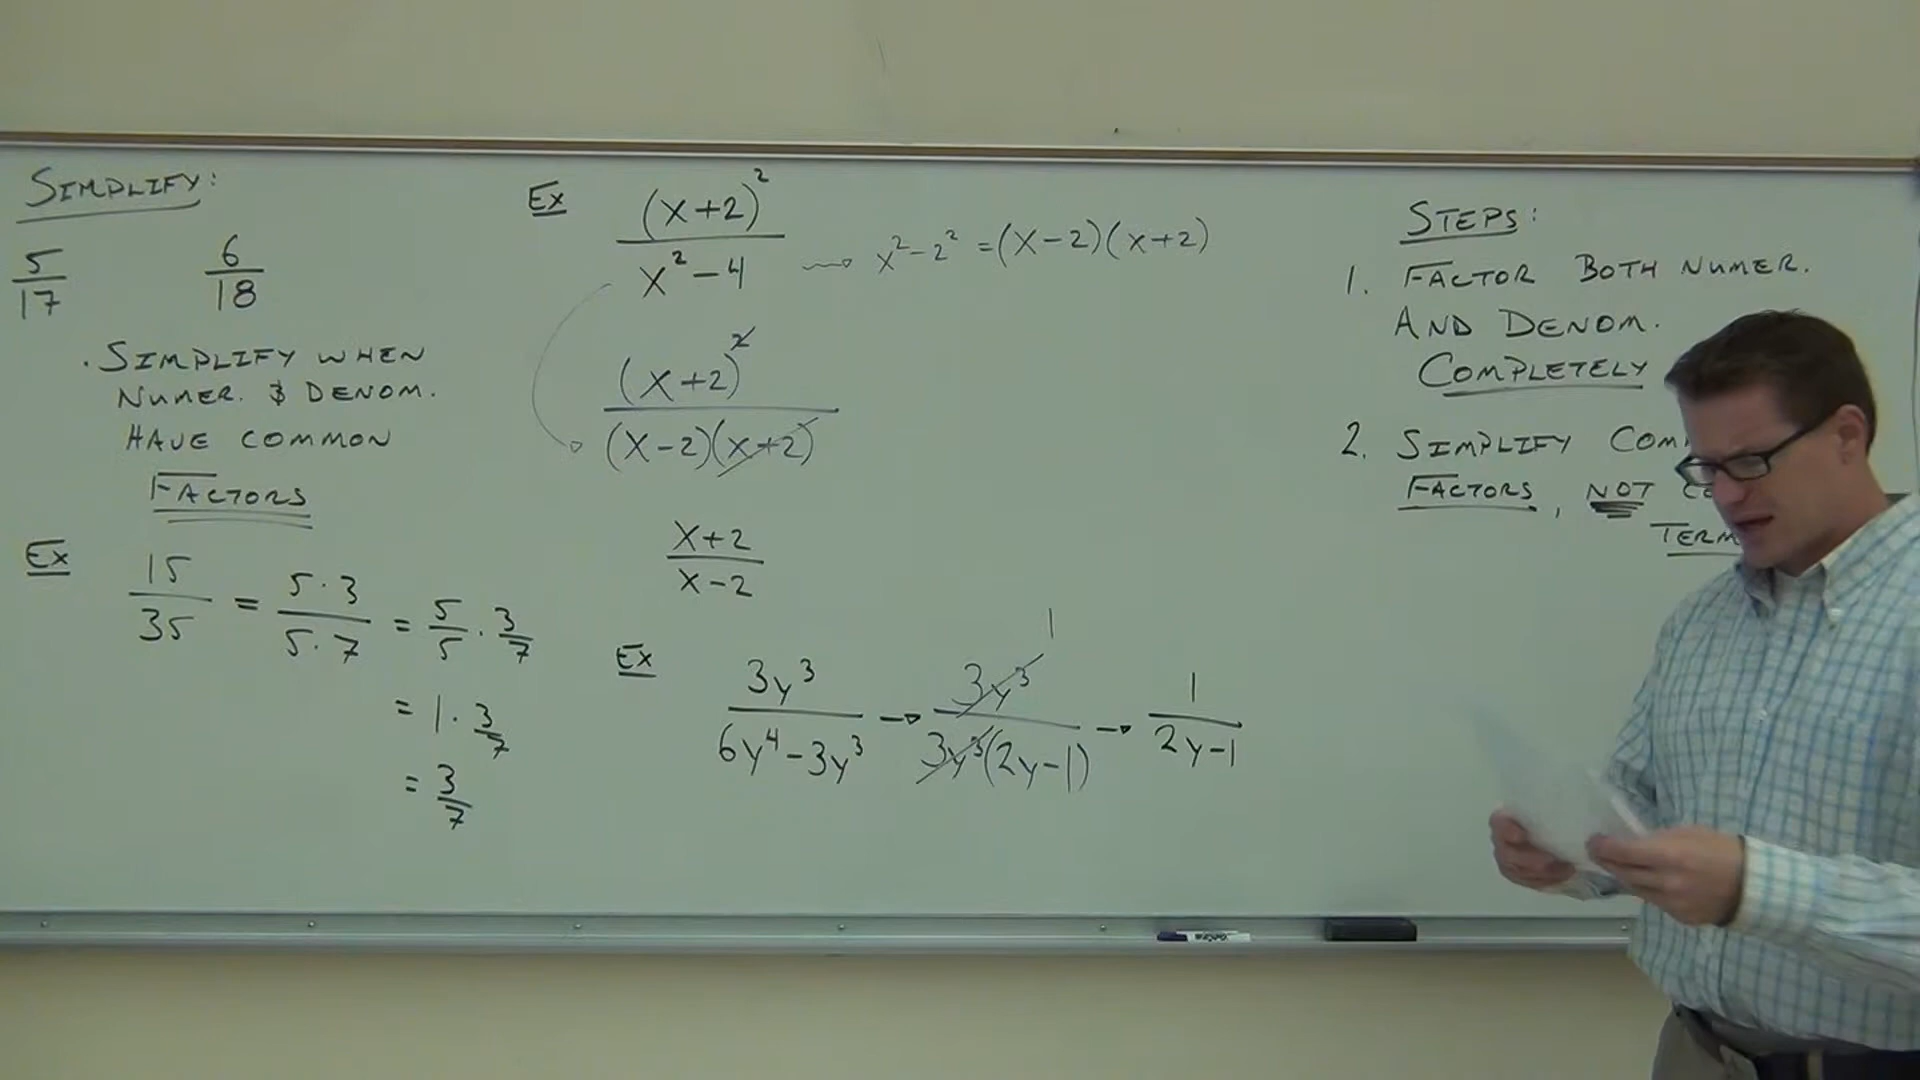 SIMPLIFY:
5/17 6/18
. SIMPLIFY WHEN
NUMER. & DENOM.
HAVE COMMON
FACTORS
Ex 15/35 = 5·3/5·7 = 5/5 · 3/7
= 1 · 3/7
= 3/7
Ex (x+2)²/x²-4 → x²-2² = (x-2)(x+2)
(x+2)²/(x-2)(x+2)
x+2/x-2
1
Ex 3y³/6y⁴-3y³ → 3y³/3y³(2y-1) → 1/2y-1
STEPS:
1. FACTOR BOTH NUMER.
AND DENOM.
COMPLETELY
2. SIMPLIFY
FACTORS, NOT